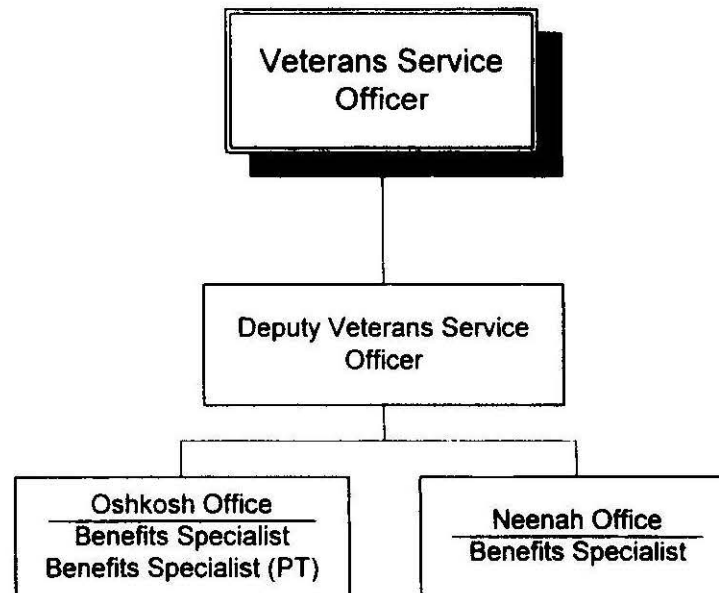 Veterans Service
Officer
Deputy Veterans Service
Officer
Oshkosh Office
Benefits Specialist
Benefits Specialist (PT)
Neenah Office
Benefits Specialist